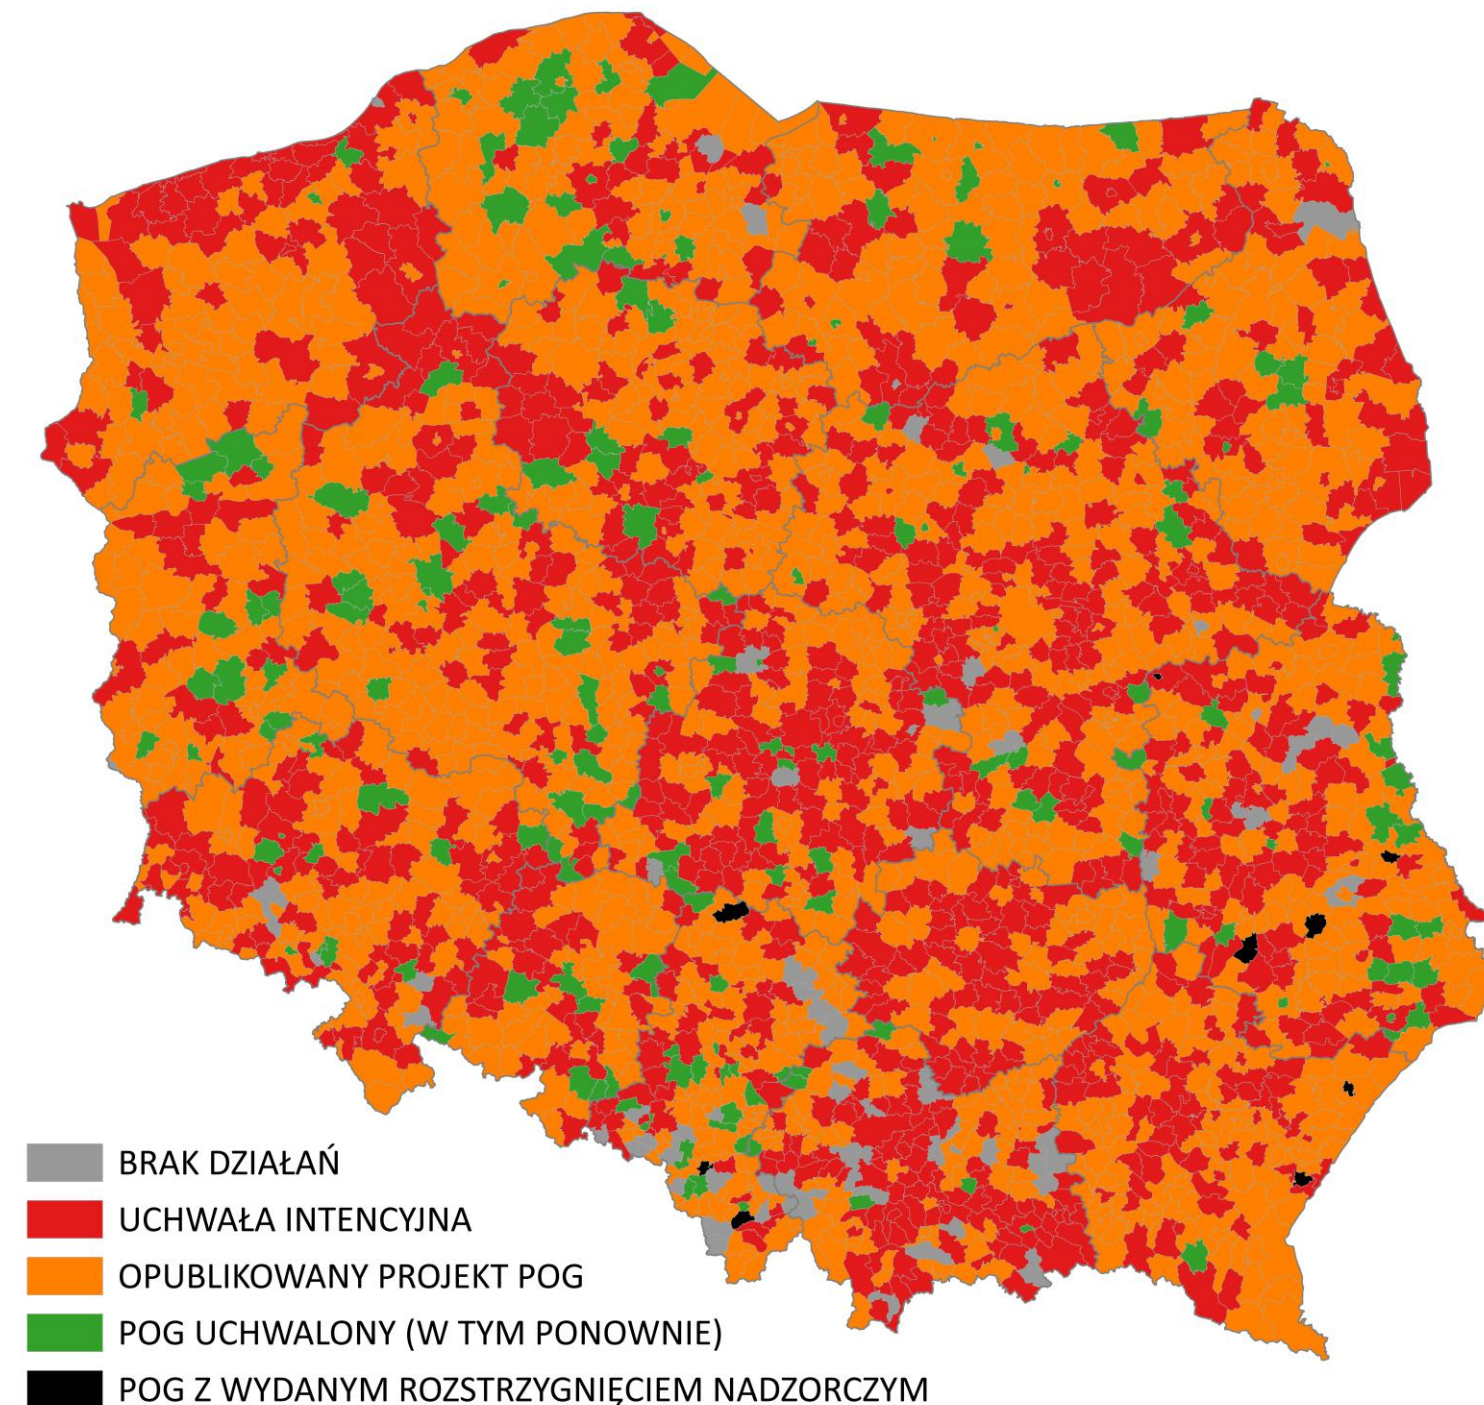 BRAK DZIAŁAŃ
UCHWAŁA INTENCYJNA
OPUBLIKOWANY PROJEKT POG
POG UCHWALONY (W TYM PONOWNIE)
POG Z WYDANYM ROZSTRZYGNIĘCIEM NADZORCZYM